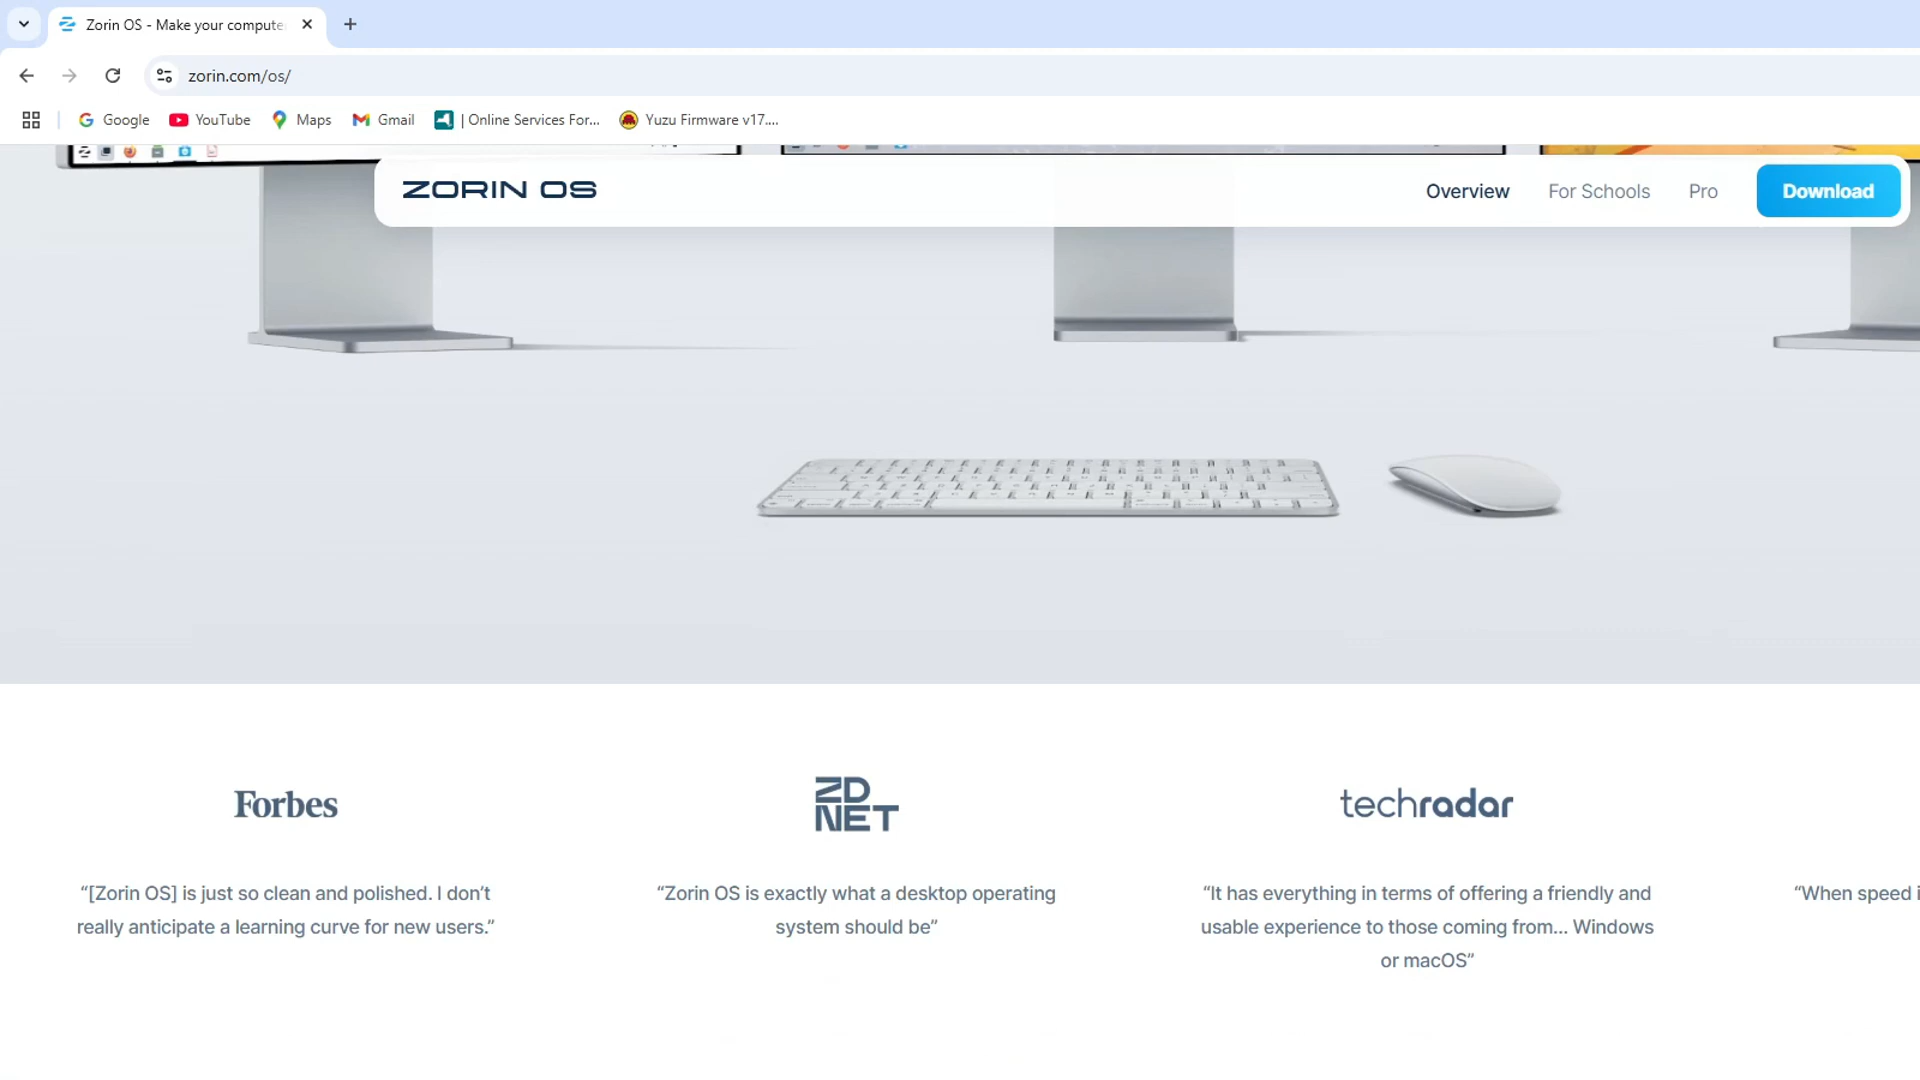 Zorin OS - Make your compute
zorin.com/os/
Google
YouTube
Maps
Gmail
| Online Services For...
Yuzu Firmware v17....
ZORIN OS
Overview
For Schools
Pro
Download
Forbes
“[Zorin OS] is just so clean and polished. I don’t
really anticipate a learning curve for new users.”
ZD
NET
“Zorin OS is exactly what a desktop operating
system should be”
techradar
“It has everything in terms of offering a friendly and
usable experience to those coming from... Windows
or macOS”
“When speed i